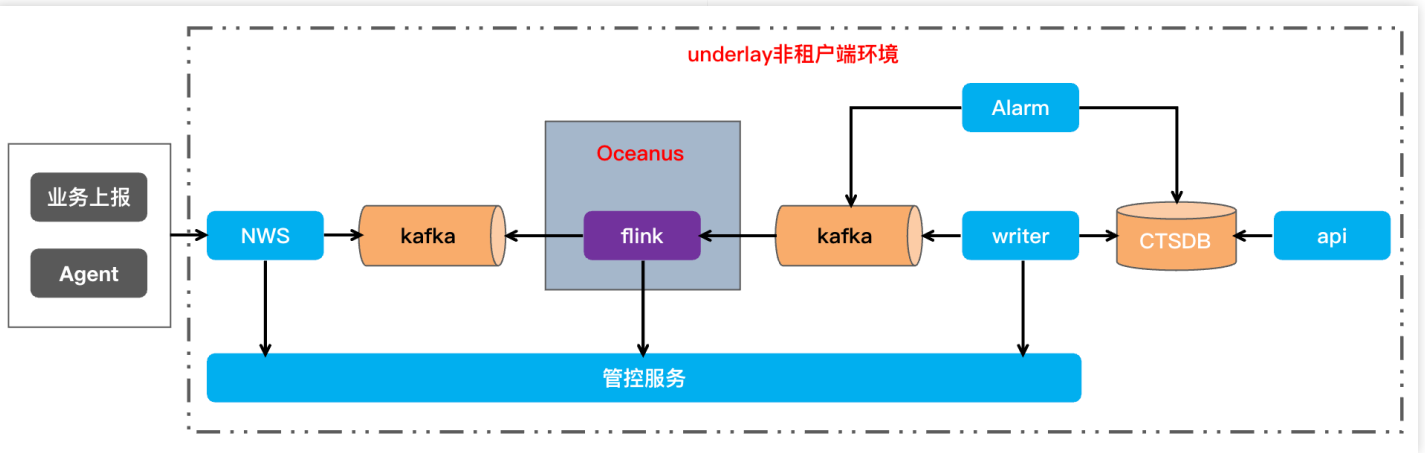 underlay非租户端环境
Alarm
Oceanus
业务上报
NWS
kafka
flink
kafka
writer
CTSDB
api
Agent
管控服务